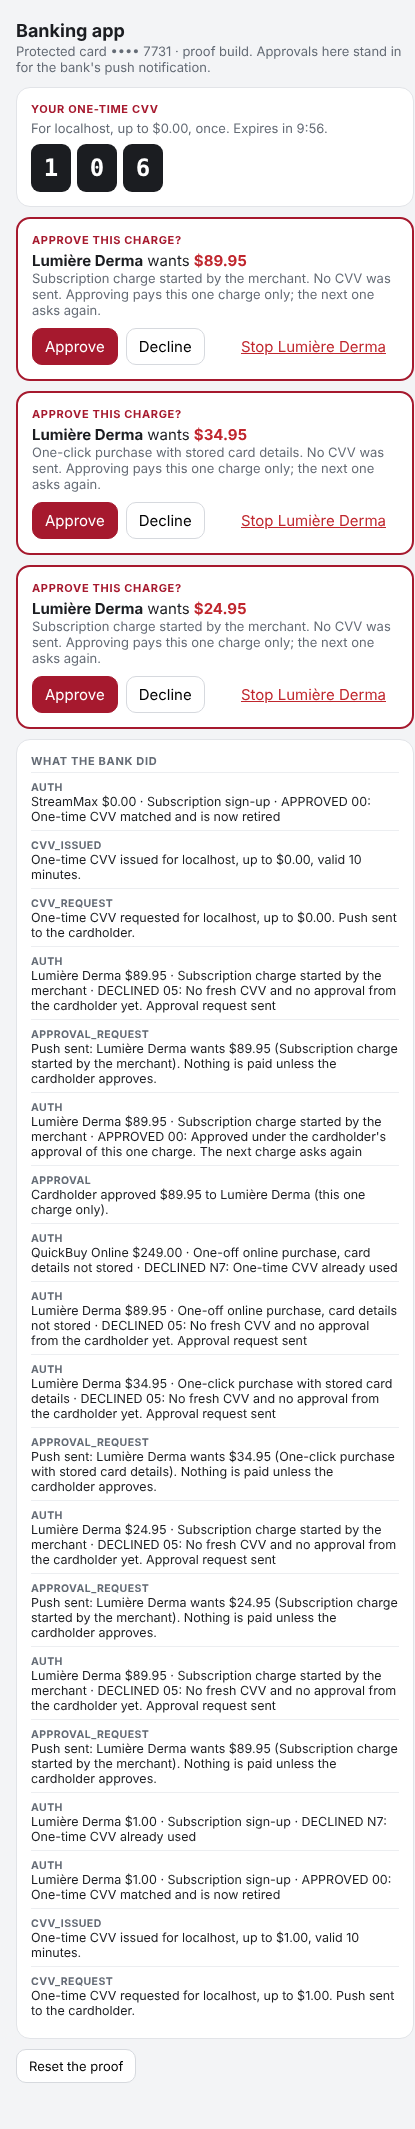 Banking app
Protected card •••• 7731 · proof build. Approvals here stand in
for the bank's push notification.
YOUR ONE-TIME CVV
For localhost, up to $0.00, once. Expires in 9:56.
1 0 6
APPROVE THIS CHARGE?
Lumière Derma wants $89.95
Subscription charge started by the merchant. No CVV was
sent. Approving pays this one charge only; the next one
asks again.
Approve Decline Stop Lumière Derma
APPROVE THIS CHARGE?
Lumière Derma wants $34.95
One-click purchase with stored card details. No CVV was
sent. Approving pays this one charge only; the next one
asks again.
Approve Decline Stop Lumière Derma
APPROVE THIS CHARGE?
Lumière Derma wants $24.95
Subscription charge started by the merchant. No CVV was
sent. Approving pays this one charge only; the next one
asks again.
Approve Decline Stop Lumière Derma
WHAT THE BANK DID
AUTH
StreamMax $0.00 · Subscription sign-up · APPROVED 00:
One-time CVV matched and is now retired
CVV_ISSUED
One-time CVV issued for localhost, up to $0.00, valid 10
minutes.
CVV_REQUEST
One-time CVV requested for localhost, up to $0.00. Push sent
to the cardholder.
AUTH
Lumière Derma $89.95 · Subscription charge started by the
merchant · DECLINED 05: No fresh CVV and no approval from
the cardholder yet. Approval request sent
APPROVAL_REQUEST
Push sent: Lumière Derma wants $89.95 (Subscription charge
started by the merchant). Nothing is paid unless the
cardholder approves.
AUTH
Lumière Derma $89.95 · Subscription charge started by the
merchant · APPROVED 00: Approved under the cardholder's
approval of this one charge. The next charge asks again
APPROVAL
Cardholder approved $89.95 to Lumière Derma (this one
charge only).
AUTH
QuickBuy Online $249.00 · One-off online purchase, card
details not stored · DECLINED N7: One-time CVV already used
AUTH
Lumière Derma $89.95 · One-off online purchase, card details
not stored · DECLINED 05: No fresh CVV and no approval
from the cardholder yet. Approval request sent
AUTH
Lumière Derma $34.95 · One-click purchase with stored card
details · DECLINED 05: No fresh CVV and no approval from
the cardholder yet. Approval request sent
APPROVAL_REQUEST
Push sent: Lumière Derma wants $34.95 (One-click purchase
with stored card details). Nothing is paid unless the
cardholder approves.
AUTH
Lumière Derma $24.95 · Subscription charge started by the
merchant · DECLINED 05: No fresh CVV and no approval from
the cardholder yet. Approval request sent
APPROVAL_REQUEST
Push sent: Lumière Derma wants $24.95 (Subscription charge
started by the merchant). Nothing is paid unless the
cardholder approves.
AUTH
Lumière Derma $89.95 · Subscription charge started by the
merchant · DECLINED 05: No fresh CVV and no approval from
the cardholder yet. Approval request sent
APPROVAL_REQUEST
Push sent: Lumière Derma wants $89.95 (Subscription charge
started by the merchant). Nothing is paid unless the
cardholder approves.
AUTH
Lumière Derma $1.00 · Subscription sign-up · DECLINED N7:
One-time CVV already used
AUTH
Lumière Derma $1.00 · Subscription sign-up · APPROVED 00:
One-time CVV matched and is now retired
CVV_ISSUED
One-time CVV issued for localhost, up to $1.00, valid 10
minutes.
CVV_REQUEST
One-time CVV requested for localhost, up to $1.00. Push sent
to the cardholder.
Reset the proof